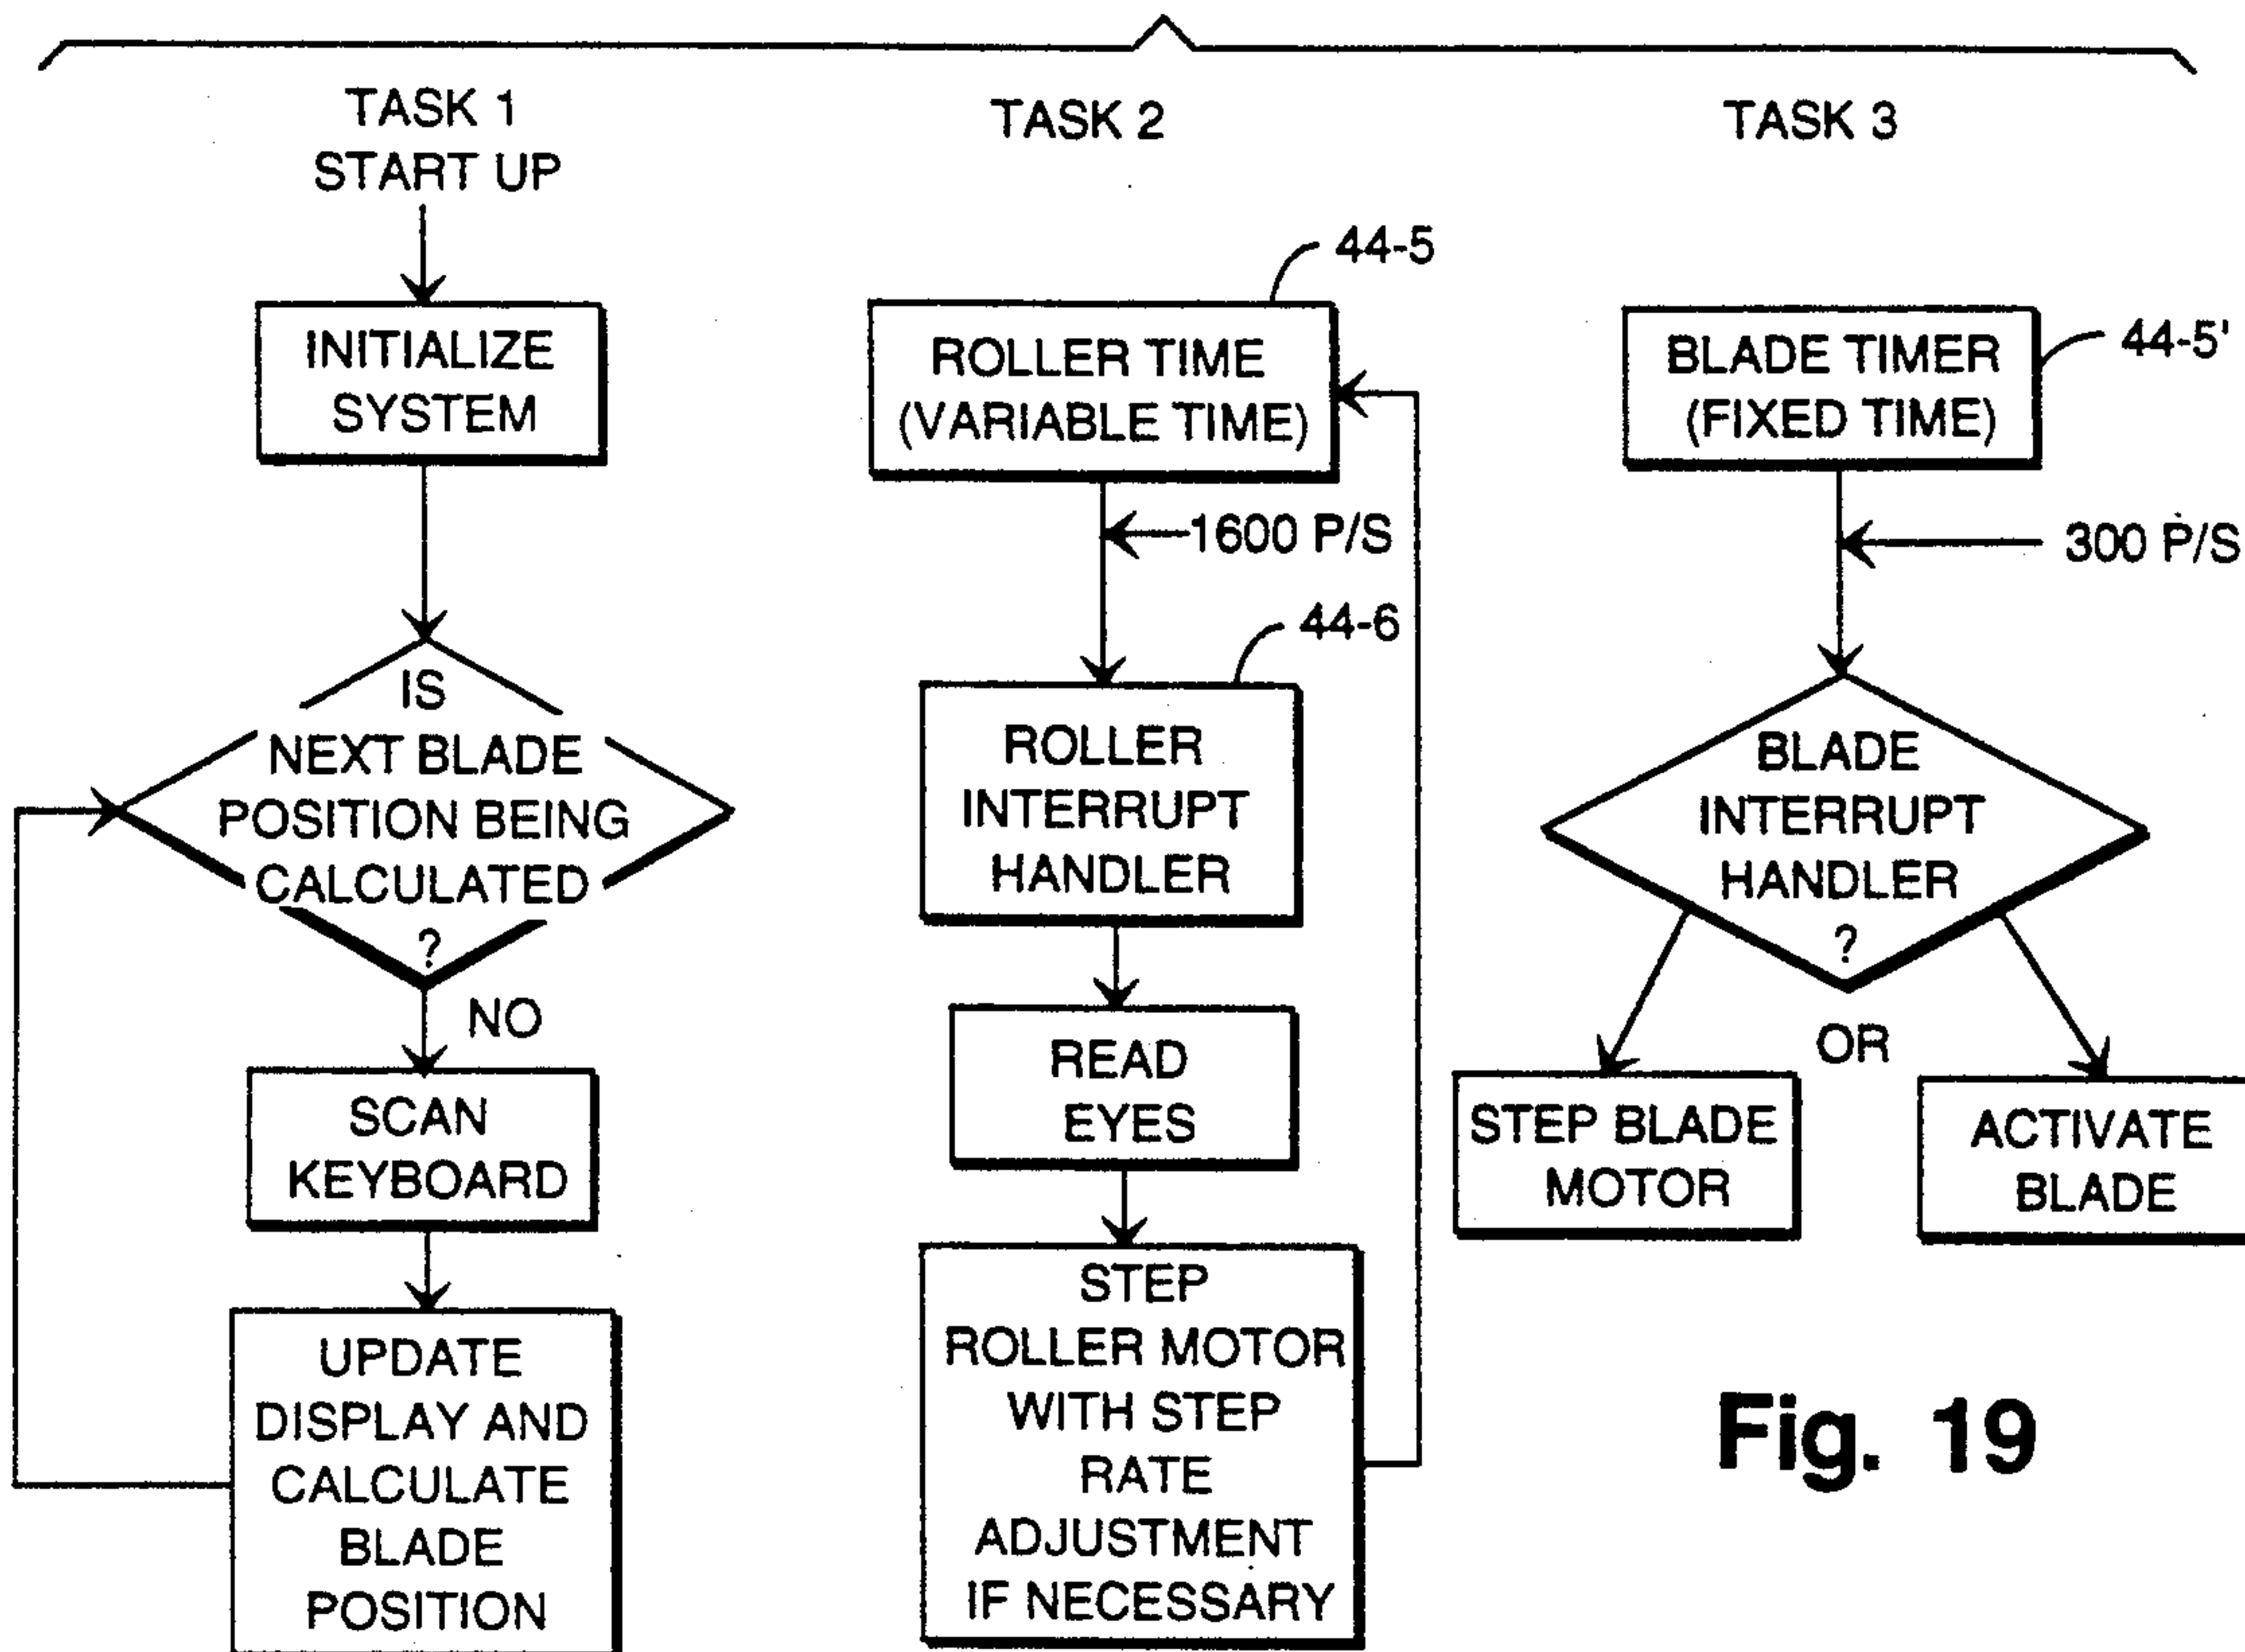 TASK 1
START UP
INITIALIZE
SYSTEM
IS
NEXT BLADE
POSITION BEING
CALCULATED
?
NO
SCAN
KEYBOARD
UPDATE
DISPLAY AND
CALCULATE
BLADE
POSITION
TASK 2
44-5
ROLLER TIME
(VARIABLE TIME)
1600 P/S
44-6
ROLLER
INTERRUPT
HANDLER
READ
EYES
STEP
ROLLER MOTOR
WITH STEP
RATE
ADJUSTMENT
IF NECESSARY
TASK 3
BLADE TIMER
(FIXED TIME)
44-5'
300 P/S
BLADE
INTERRUPT
HANDLER
?
OR
STEP BLADE
MOTOR
ACTIVATE
BLADE
Fig. 19